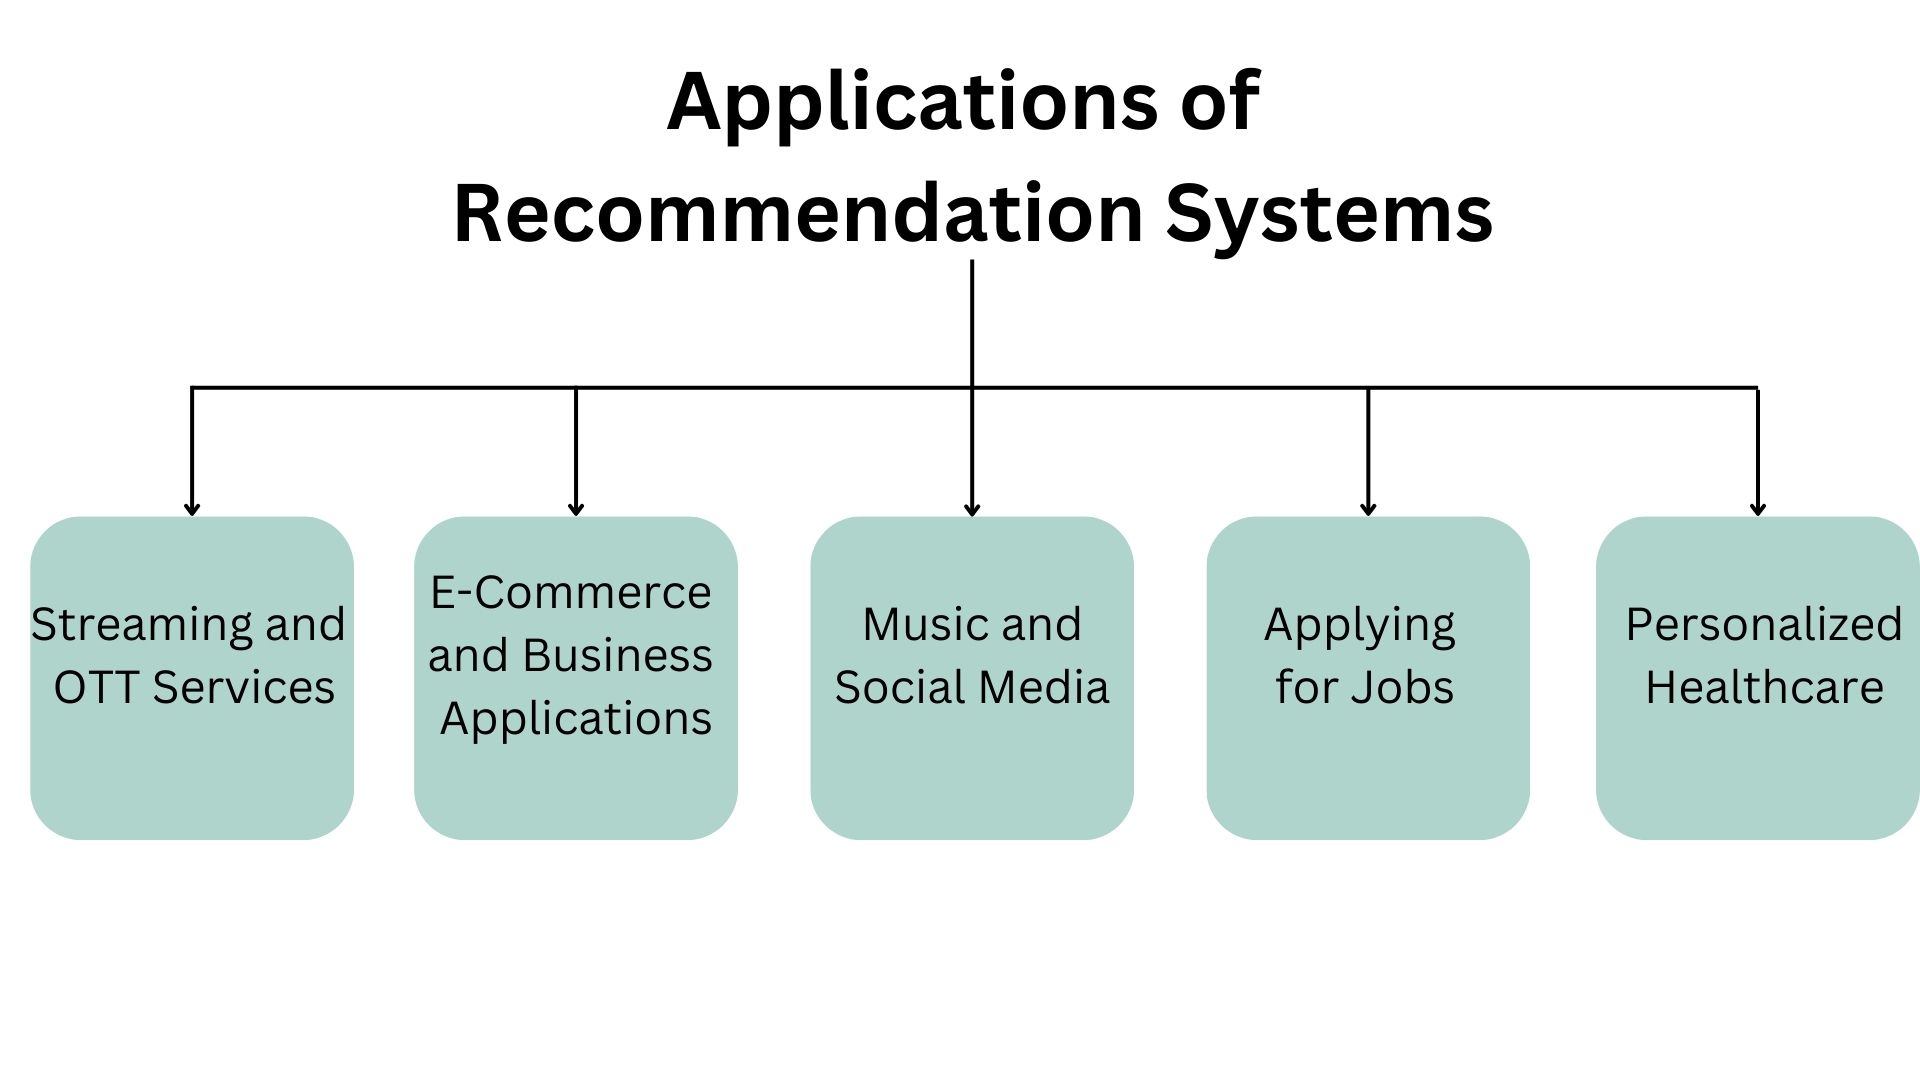 Applications of
Recommendation Systems
Streaming and
OTT Services
E-Commerce
and Business
Applications
Music and
Social Media
Applying
for Jobs
Personalized
Healthcare